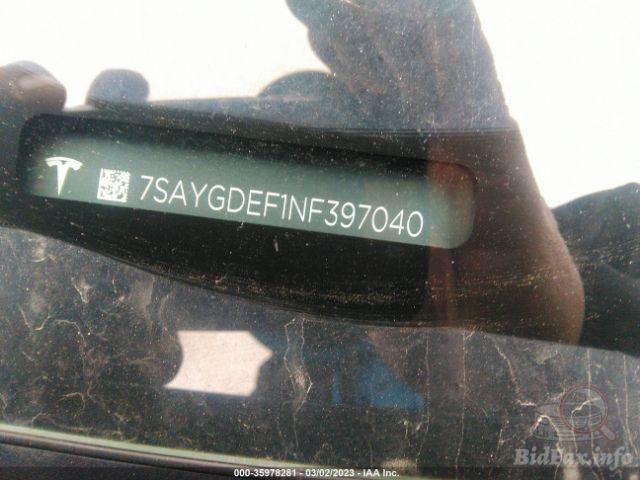 7SAYGDEF1NF397040
BidFax.info
000-35978281 - 03/02/2023 - IAA Inc.